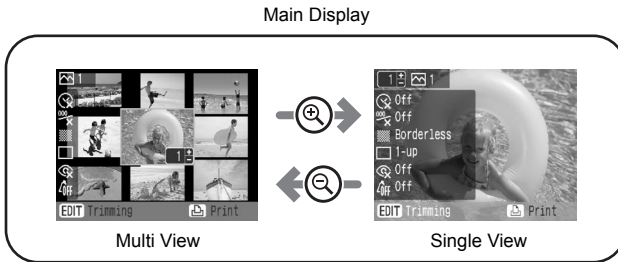 Main Display
1
1
EDIT Trimming
Print
Multi View
1
1
Off
Off
Borderless
1-up
Off
Off
EDIT Trimming
Print
Single View